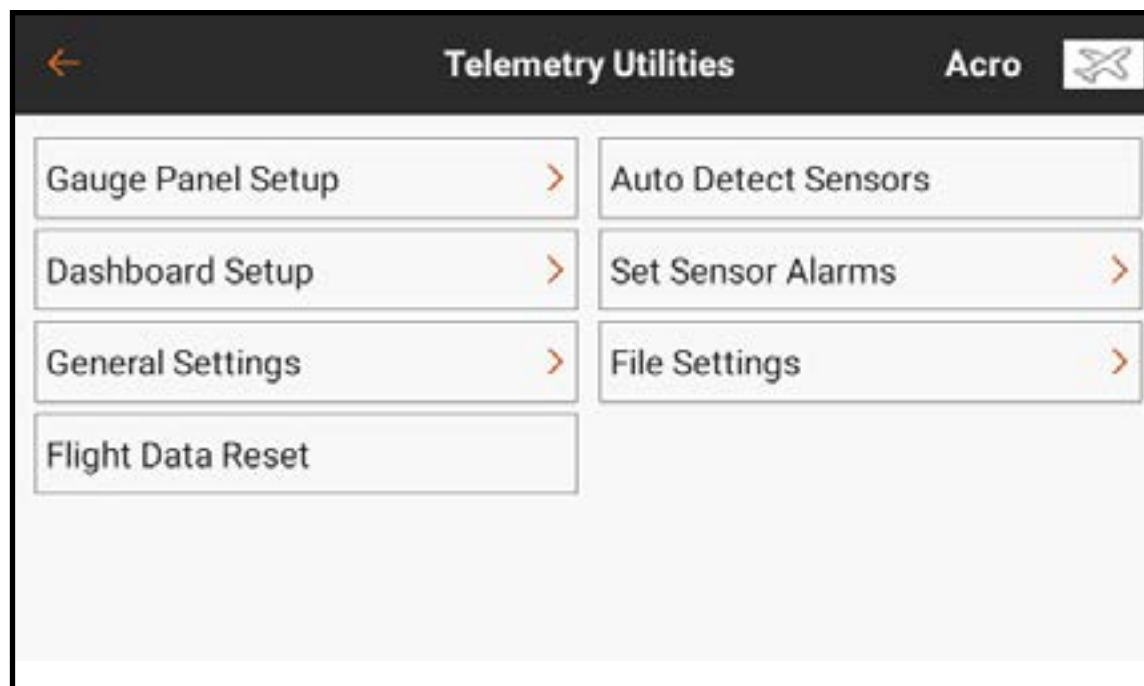 Telemetry Utilities
Acro
Gauge Panel Setup
Auto Detect Sensors
Dashboard Setup
Set Sensor Alarms
General Settings
File Settings
Flight Data Reset